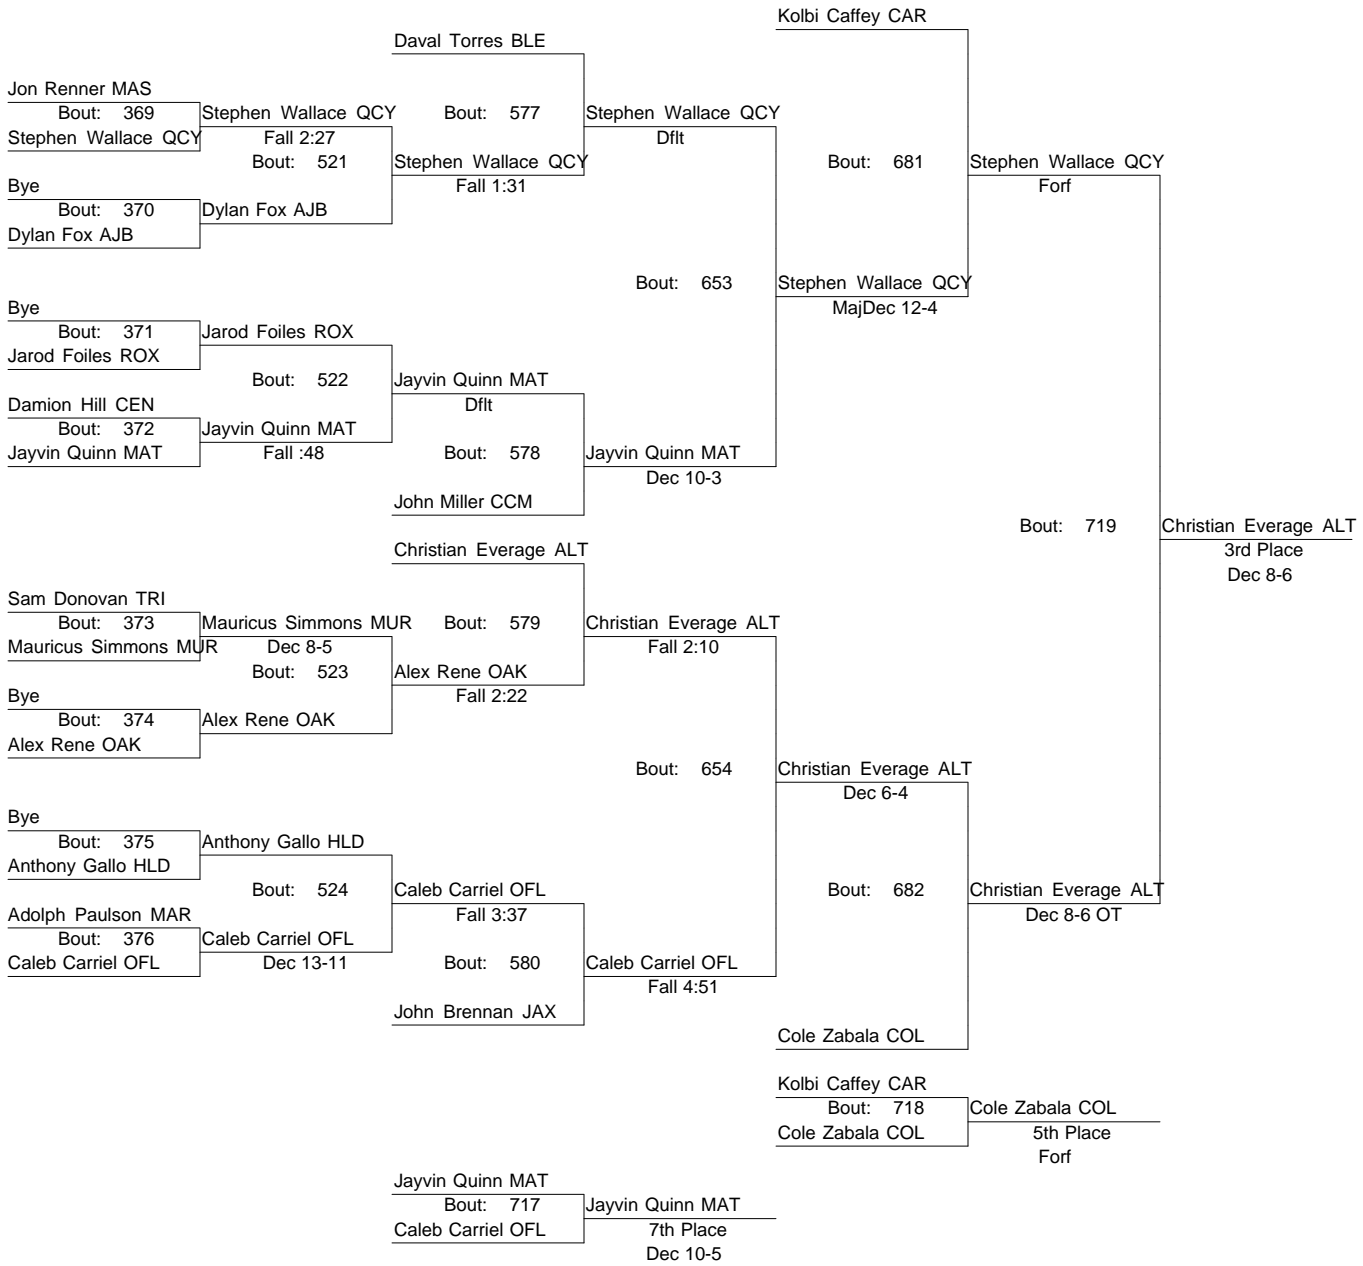 Kolbi Caffey CAR
Daval Torres BLE
Jon Renner MAS
Bout: 369 Stephen Wallace QCY Bout: 577 Stephen Wallace QCY
Stephen Wallace QCY Fall 2:27 Dflt
Bout: 521 Stephen Wallace QCY Bout: 681 Stephen Wallace QCY
Bye Fall 1:31 Forf
Bout: 370 Dylan Fox AJB
Dylan Fox AJB
Bout: 653 Stephen Wallace QCY
Bye MajDec 12-4
Bout: 371 Jarod Foiles ROX
Jarod Foiles ROX
Bout: 522 Jayvin Quinn MAT
Damion Hill CEN Dflt
Bout: 372 Jayvin Quinn MAT
Jayvin Quinn MAT Fall :48 Bout: 578 Jayvin Quinn MAT
Dec 10-3
John Miller CCM
Bout: 719 Christian Everage ALT
Christian Everage ALT 3rd Place
Dec 8-6
Sam Donovan TRI
Bout: 373 Mauricus Simmons MUR Bout: 579 Christian Everage ALT
Mauricus Simmons MUR Dec 8-5 Fall 2:10
Bout: 523 Alex Rene OAK
Bye Fall 2:22
Bout: 374 Alex Rene OAK
Alex Rene OAK
Bout: 654 Christian Everage ALT
Dec 6-4
Bye
Bout: 375 Anthony Gallo HLD
Anthony Gallo HLD
Bout: 524 Caleb Carriel OFL Bout: 682 Christian Everage ALT
Adolph Paulson MAR Fall 3:37 Dec 8-6 OT
Bout: 376 Caleb Carriel OFL
Caleb Carriel OFL Dec 13-11 Bout: 580 Caleb Carriel OFL
Fall 4:51
John Brennan JAX
Cole Zabala COL
Kolbi Caffey CAR
Bout: 718 Cole Zabala COL
Cole Zabala COL 5th Place
Forf
Jayvin Quinn MAT
Bout: 717 Jayvin Quinn MAT
Caleb Carriel OFL 7th Place
Dec 10-5